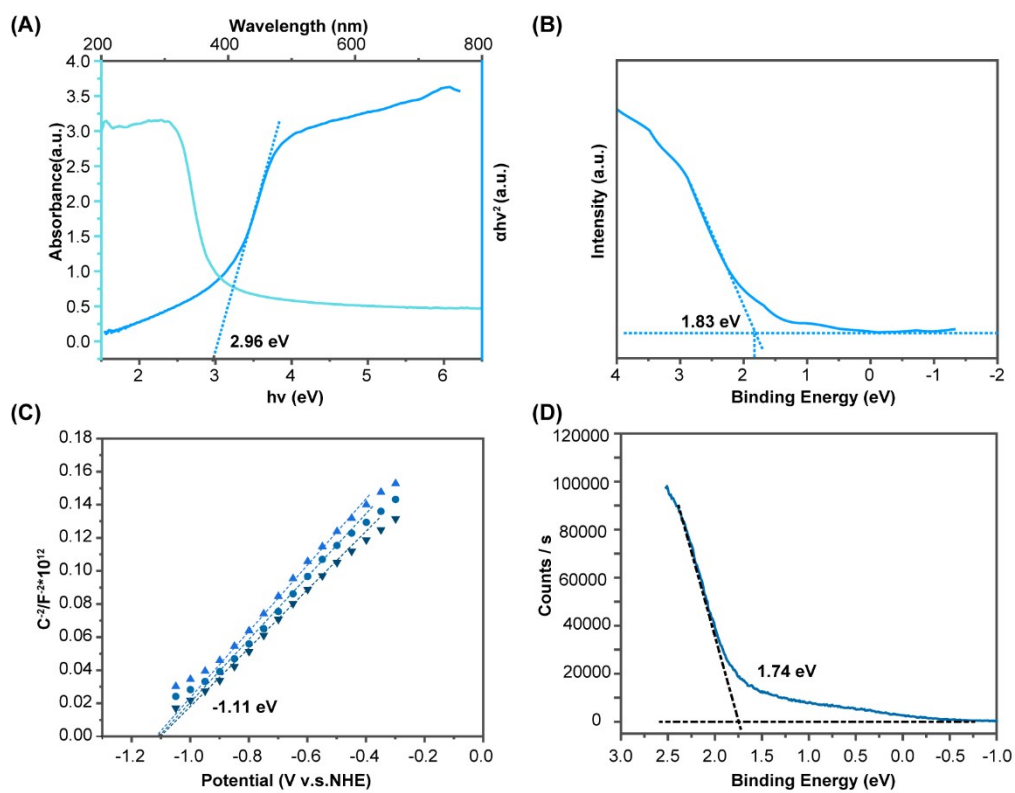 (A)
Wavelength (nm)
200 400 600 800
4.0
3.5
3.0
2.5
2.0
1.5
1.0
0.5
0.0
Absorbance(a.u.)
αhv² (a.u.)
2.96 eV
2 3 4 5 6
hv (eV)
(B)
Intensity (a.u.)
1.83 eV
4 3 2 1 0 -1 -2
Binding Energy (eV)
(C)
0.18
0.16
0.14
0.12
0.10
0.08
0.06
0.04
0.02
0.00
C⁻²/F⁻²*10¹²
-1.11 eV
-1.2 -1.0 -0.8 -0.6 -0.4 -0.2 0.0
Potential (V v.s.NHE)
(D)
120000
100000
80000
60000
40000
20000
0
Counts / s
1.74 eV
3.0 2.5 2.0 1.5 1.0 0.5 0.0 -0.5 -1.0
Binding Energy (eV)